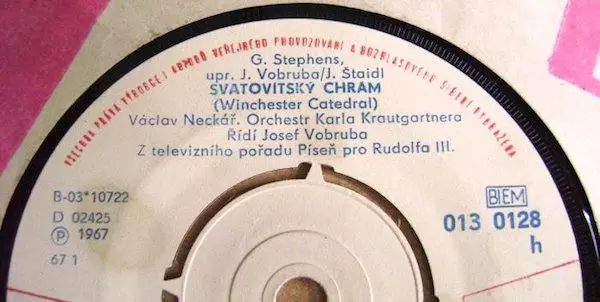 VŠECHNA PRÁVA VÝROBCE I AUTORŮ VEŘEJNÉHO PROVOZOVÁNÍ A ROZHLASOVÉHO ŠÍŘENÍ VYHRAZENA
G. Stephens,
upr. J. Vobruba/J. Štaidl
SVATOVÍTSKÝ CHRÁM
(Winchester Catedral)
Václav Neckář. Orchestr Karla Krautgartnera
Řídí Josef Vobruba
Z televizního pořadu Píseň pro Rudolfa III.
B-03*10722
D 02425
Ⓟ 1967
67 1
BIEM
013 0128
h